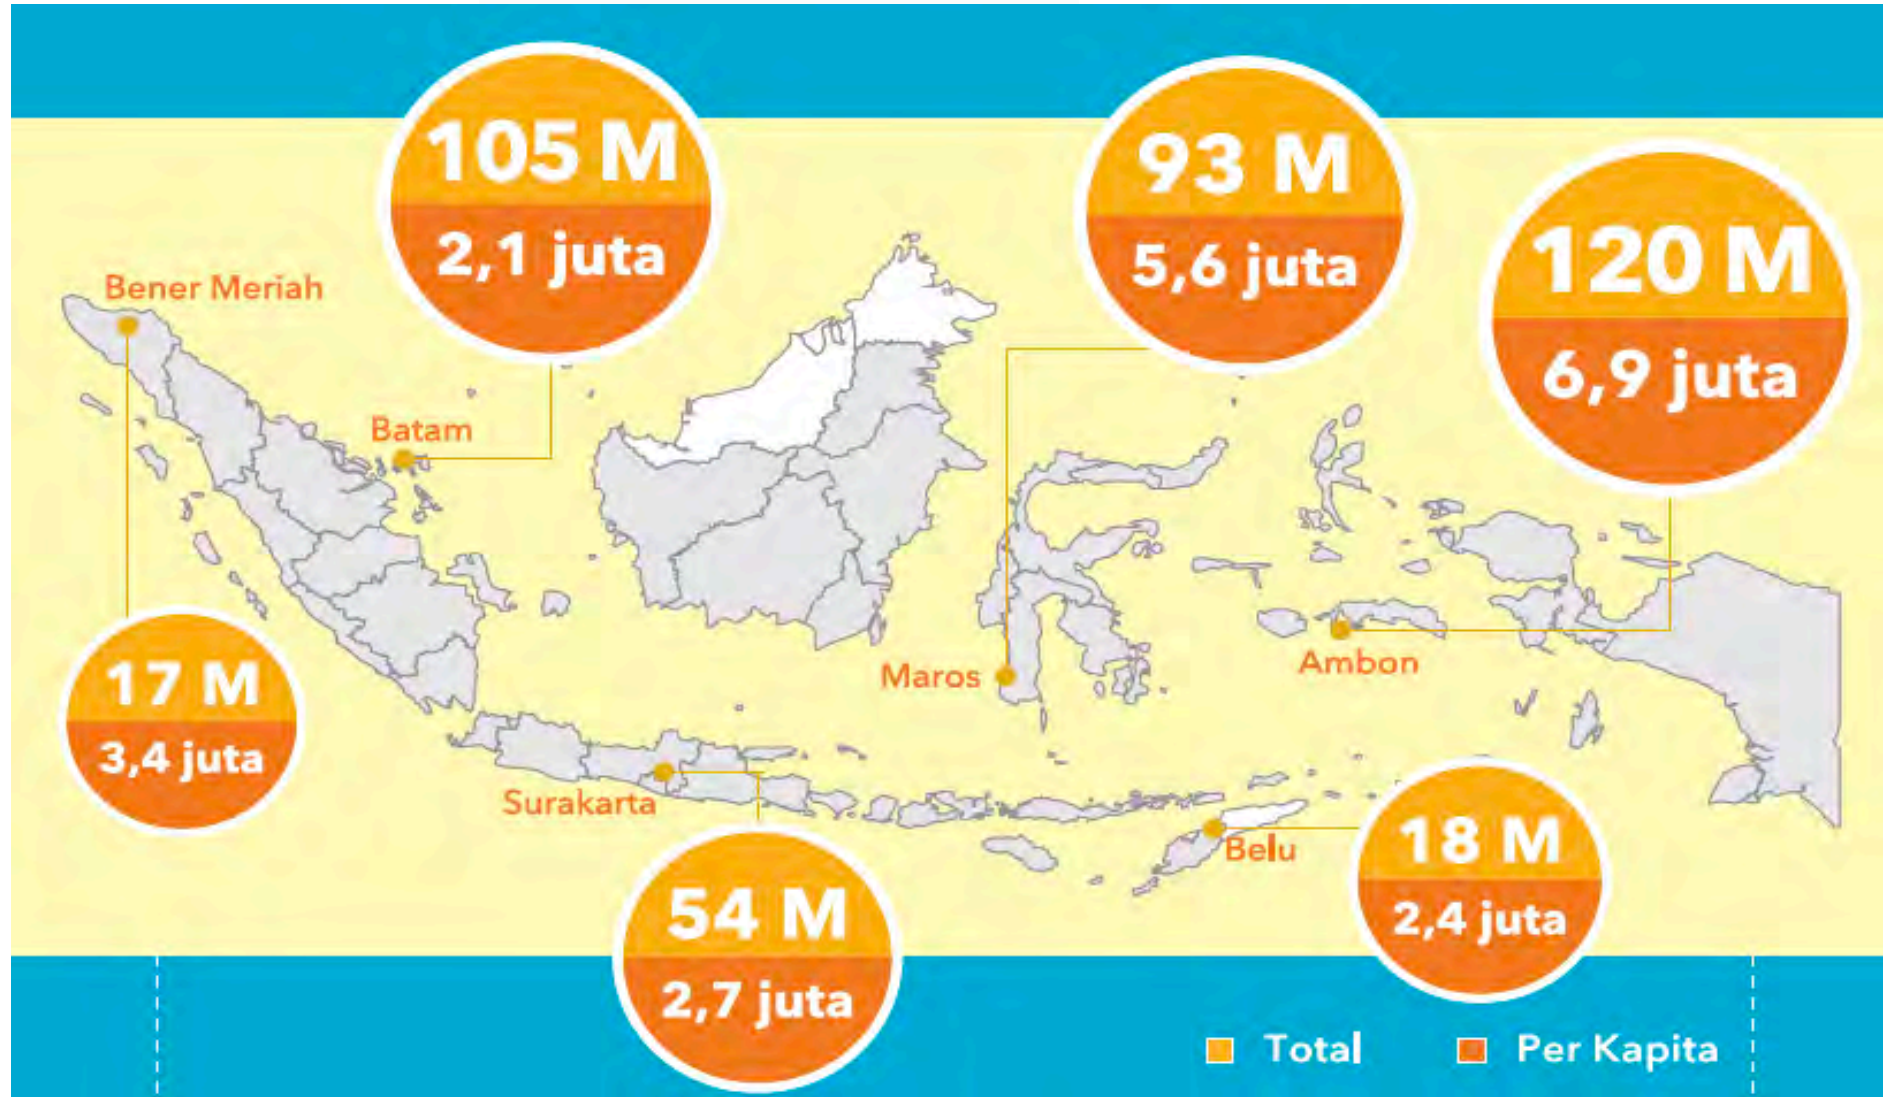 105 M
2,1 juta
93 M
5,6 juta
120 M
6,9 juta
Bener Meriah
Batam
17 M
3,4 juta
Maros
Ambon
Surakarta
54 M
2,7 juta
Belu
18 M
2,4 juta
Total
Per Kapita